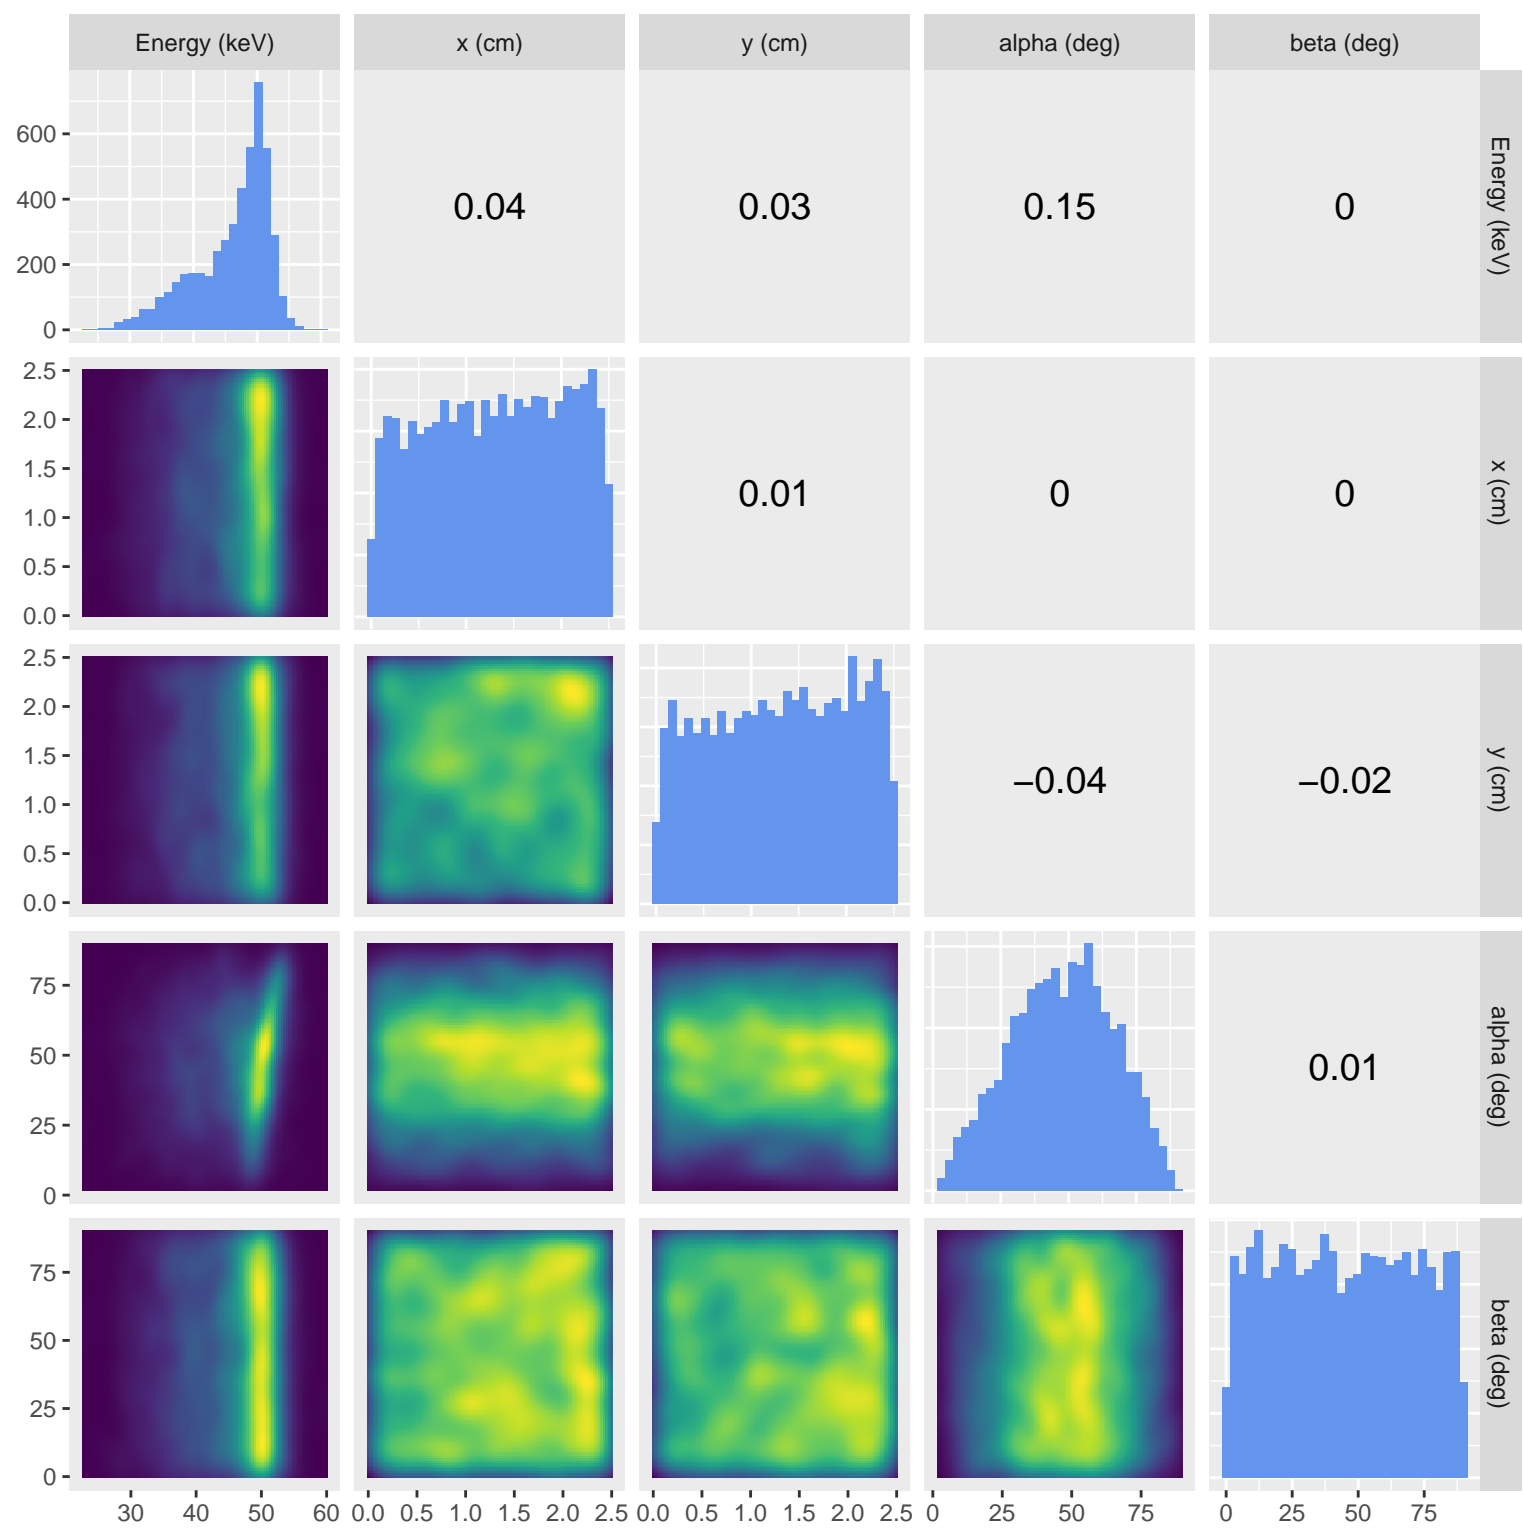 Energy (keV) x (cm) y (cm) alpha (deg) beta (deg)
600
400
200
0
0.04 0.03 0.15 0
Energy (keV)
2.5
2.0
1.5
1.0
0.5
0.0
0.01 0 0
x (cm)
2.5
2.0
1.5
1.0
0.5
0.0
−0.04 −0.02
y (cm)
75
50
25
0
0.01
alpha (deg)
75
50
25
0
beta (deg)
30 40 50 60 0.0 0.5 1.0 1.5 2.0 2.5 0.0 0.5 1.0 1.5 2.0 2.5 0 25 50 75 0 25 50 75